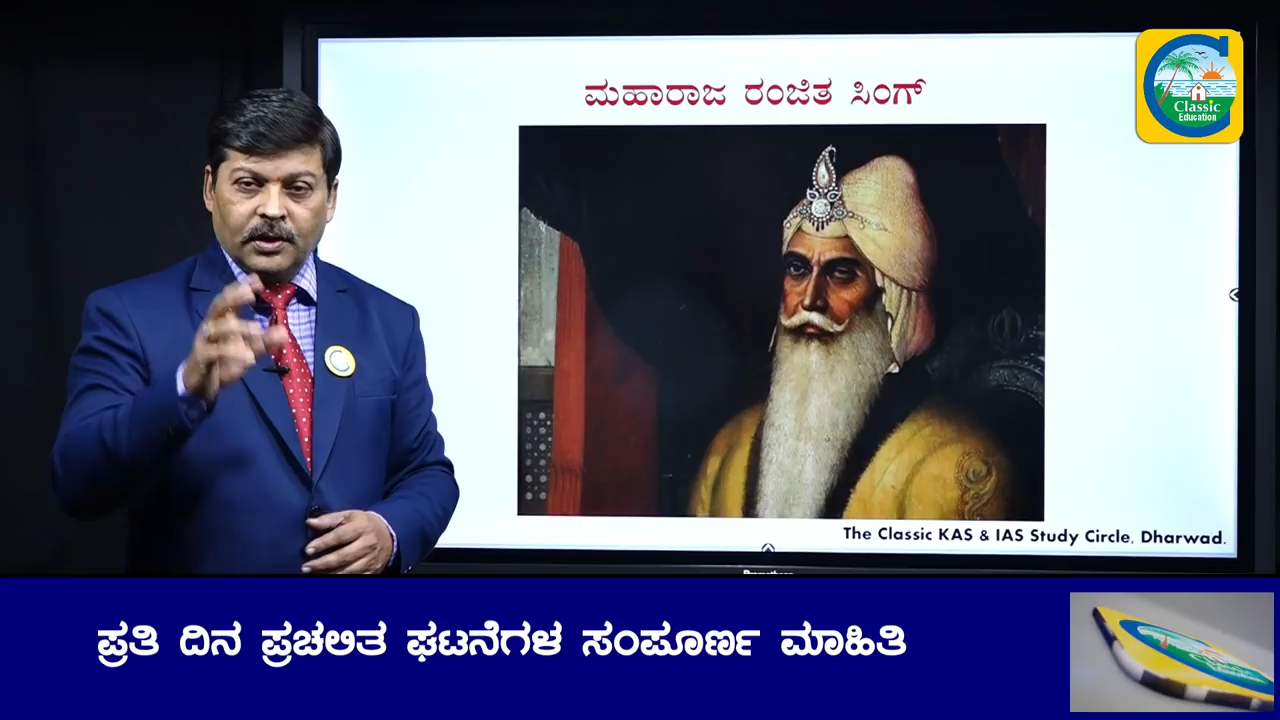 ಮಹಾರಾಜ ರಂಜಿತ ಸಿಂಗ್
Classic
Education
The Classic KAS & IAS Study Circle, Dharwad.
ಪ್ರತಿ ದಿನ ಪ್ರಚಲಿತ ಘಟನೆಗಳ ಸಂಪೂರ್ಣ ಮಾಹಿತಿ